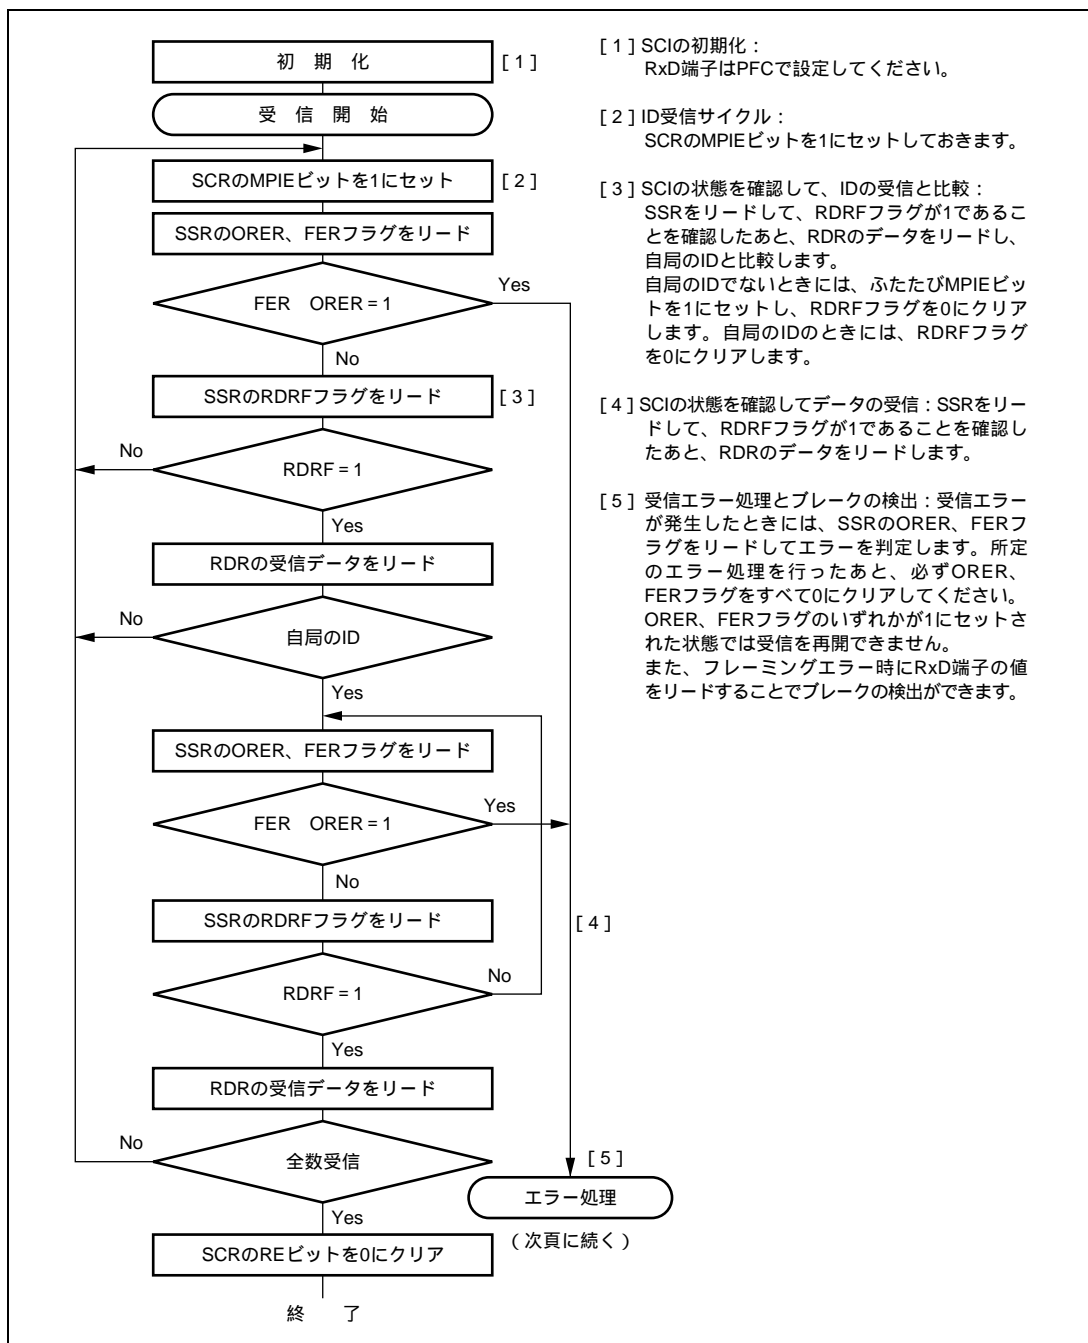 初　期　化
[ 1 ]
受　信　開　始
SCRのMPIEビットを1にセット
[ 2 ]
SSRのORER、FERフラグをリード
FER　ORER = 1
Yes
No
SSRのRDRFフラグをリード
[ 3 ]
No
RDRF = 1
Yes
RDRの受信データをリード
No
自局のID
Yes
SSRのORER、FERフラグをリード
FER　ORER = 1
Yes
No
SSRのRDRFフラグをリード
[ 4 ]
RDRF = 1
No
Yes
RDRの受信データをリード
No
全数受信
[ 5 ]
エラー処理
（次頁に続く）
Yes
SCRのREビットを0にクリア
終　　了
[ 1 ] SCIの初期化：
RxD端子はPFCで設定してください。
[ 2 ] ID受信サイクル：
SCRのMPIEビットを1にセットしておきます。
[ 3 ] SCIの状態を確認して、IDの受信と比較：
SSRをリードして、RDRFフラグが1であるこ
とを確認したあと、RDRのデータをリードし、
自局のIDと比較します。
自局のIDでないときには、ふたたびMPIEビッ
トを1にセットし、RDRFフラグを0にクリア
します。自局のIDのときには、RDRFフラグ
を0にクリアします。
[ 4 ] SCIの状態を確認してデータの受信：SSRをリー
ドして、RDRFフラグが1であることを確認し
たあと、RDRのデータをリードします。
[ 5 ] 受信エラー処理とブレークの検出：受信エラー
が発生したときには、SSRのORER、FERフ
ラグをリードしてエラーを判定します。所定
のエラー処理を行ったあと、必ずORER、
FERフラグをすべて0にクリアしてください。
ORER、FERフラグのいずれかが1にセットさ
れた状態では受信を再開できません。
また、フレーミングエラー時にRxD端子の値
をリードすることでブレークの検出ができます。